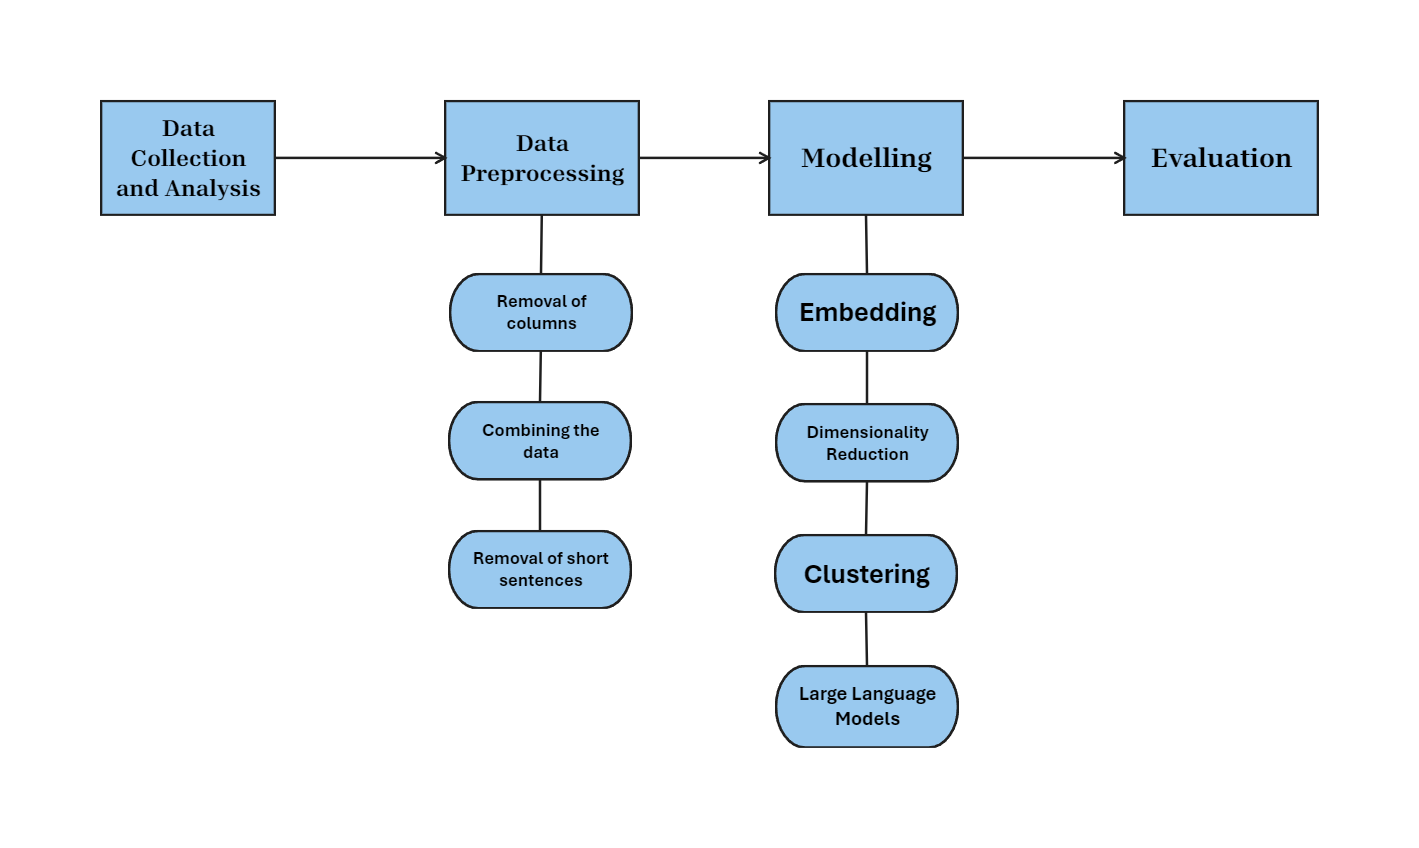 Data
Collection
and Analysis
Data
Preprocessing
Modelling
Evaluation
Removal of
columns
Combining the
data
Removal of short
sentences
Embedding
Dimensionality
Reduction
Clustering
Large Language
Models